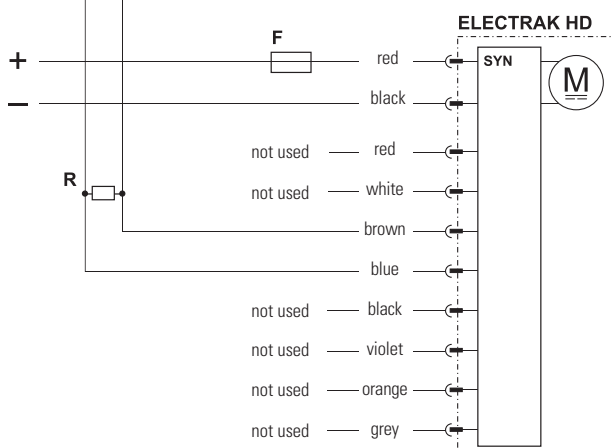 ELECTRAK HD
F
+ red SYN
M
− black
not used red
R not used white
brown
blue
not used black
not used violet
not used orange
not used grey